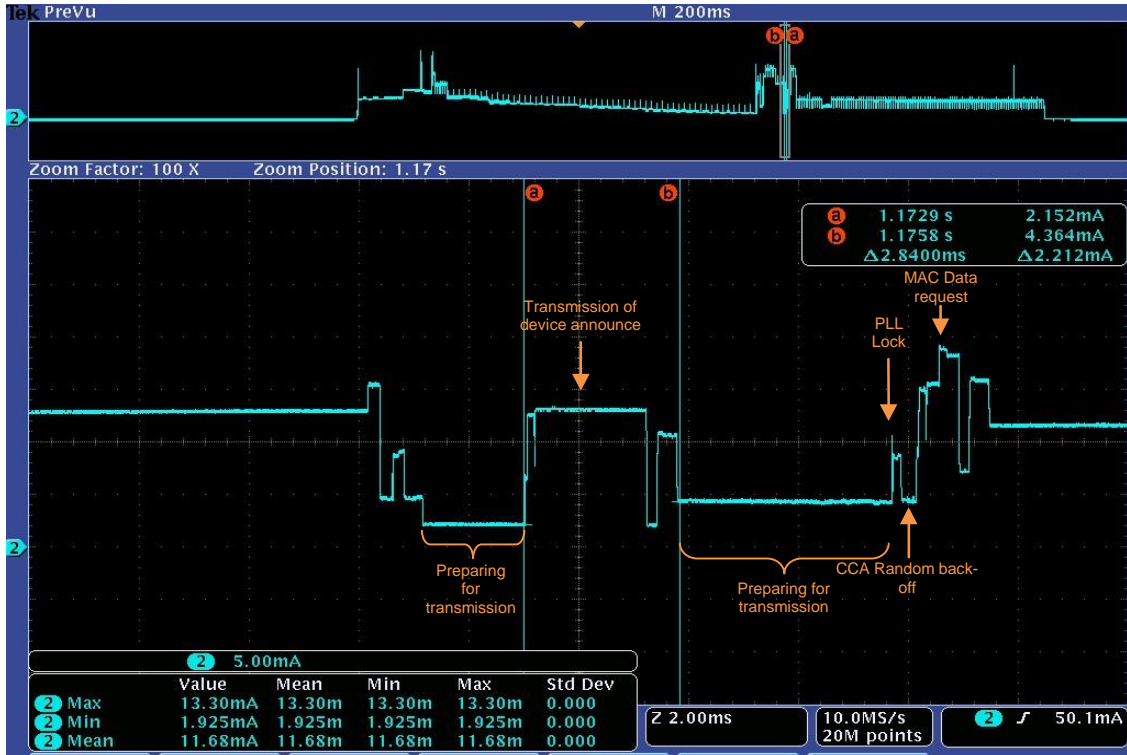 Tek PreVu
M 200ms
b a
2
Zoom Factor: 100 X Zoom Position: 1.17 s
a b
a 1.1729 s 2.152mA
b 1.1758 s 4.364mA
Δ2.8400ms Δ2.212mA
MAC Data
request
Transmission of
device announce
PLL
Lock
2
Preparing
for
transmission
Preparing for
transmission
CCA Random back-
off
2 5.00mA
Value Mean Min Max Std Dev
2 Max 13.30mA 13.30m 13.30m 13.30m 0.000
2 Min 1.925mA 1.925m 1.925m 1.925m 0.000
2 Mean 11.68mA 11.68m 11.68m 11.68m 0.000
Z 2.00ms
10.0MS/s
20M points
2 50.1mA